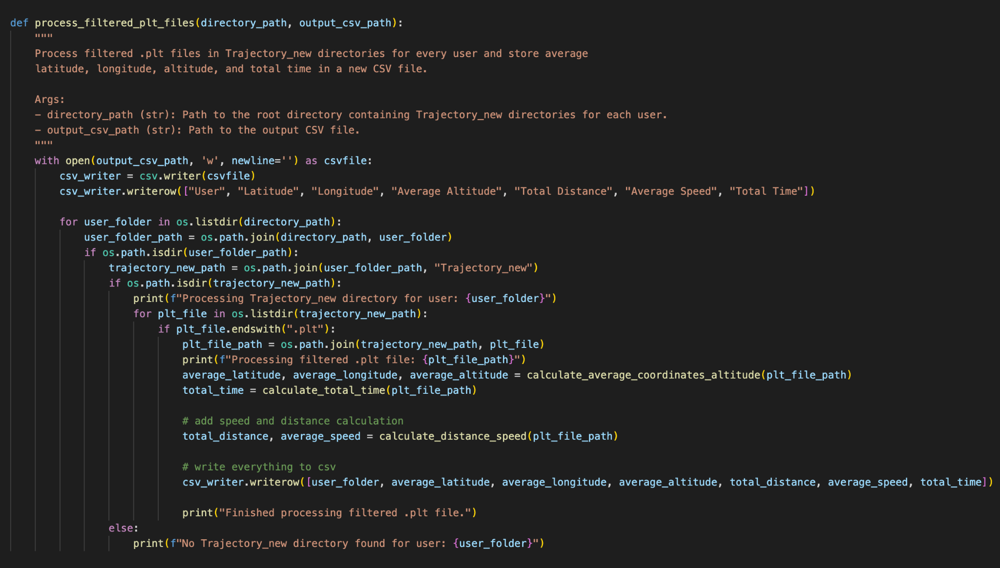 def process_filtered_plt_files(directory_path, output_csv_path):
    """
    Process filtered .plt files in Trajectory_new directories for every user and store average
    latitude, longitude, altitude, and total time in a new CSV file.

    Args:
    - directory_path (str): Path to the root directory containing Trajectory_new directories for each user.
    - output_csv_path (str): Path to the output CSV file.
    """
    with open(output_csv_path, 'w', newline='') as csvfile:
        csv_writer = csv.writer(csvfile)
        csv_writer.writerow(["User", "Latitude", "Longitude", "Average Altitude", "Total Distance", "Average Speed", "Total Time"])

        for user_folder in os.listdir(directory_path):
            user_folder_path = os.path.join(directory_path, user_folder)
            if os.path.isdir(user_folder_path):
                trajectory_new_path = os.path.join(user_folder_path, "Trajectory_new")
                if os.path.isdir(trajectory_new_path):
                    print(f"Processing Trajectory_new directory for user: {user_folder}")
                    for plt_file in os.listdir(trajectory_new_path):
                        if plt_file.endswith(".plt"):
                            plt_file_path = os.path.join(trajectory_new_path, plt_file)
                            print(f"Processing filtered .plt file: {plt_file_path}")
                            average_latitude, average_longitude, average_altitude = calculate_average_coordinates_altitude(plt_file_path)
                            total_time = calculate_total_time(plt_file_path)

                            # add speed and distance calculation
                            total_distance, average_speed = calculate_distance_speed(plt_file_path)

                            # write everything to csv
                            csv_writer.writerow([user_folder, average_latitude, average_longitude, average_altitude, total_distance, average_speed, total_time])

                            print("Finished processing filtered .plt file.")
                else:
                    print(f"No Trajectory_new directory found for user: {user_folder}")